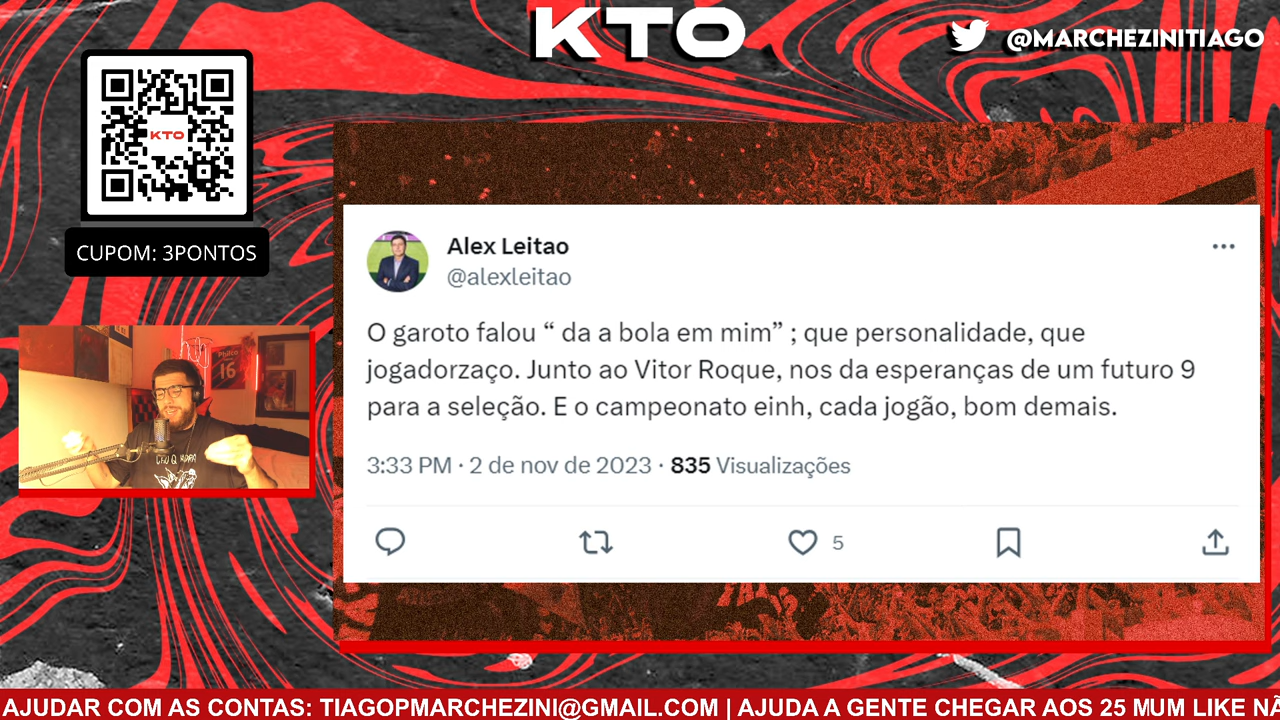 KTO
@MARCHEZINITIAGO
KTO
CUPOM: 3PONTOS
Alex Leitao
@alexleitao
O garoto falou “ da a bola em mim” ; que personalidade, que
jogadorzaço. Junto ao Vitor Roque, nos da esperanças de um futuro 9
para a seleção. E o campeonato einh, cada jogão, bom demais.
3:33 PM · 2 de nov de 2023 · 835 Visualizações
5
Philco
16
AJUDAR COM AS CONTAS: TIAGOPMARCHEZINI@GMAIL.COM | AJUDA A GENTE CHEGAR AOS 25 MUM LIKE NÃ